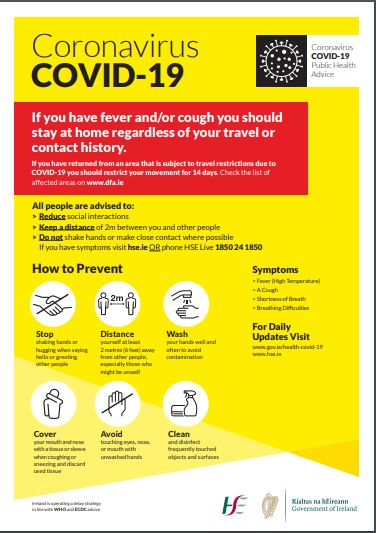 Coronavirus
COVID-19
Coronavirus
COVID-19
Public Health
Advice
If you have fever and/or cough you should
stay at home regardless of your travel or
contact history.
If you have returned from an area that is subject to travel restrictions due to
COVID-19 you should restrict your movement for 14 days. Check the list of
affected areas on www.dfa.ie
All people are advised to:
> Reduce social interactions
> Keep a distance of 2m between you and other people
> Do not shake hands or make close contact where possible
If you have symptoms visit hse.ie OR phone HSE Live 1850 24 1850
How to Prevent
2m
Stop
shaking hands or
hugging when saying
hello or greeting
other people
Distance
yourself at least
2 metres (6 feet) away
from other people,
especially those who
might be unwell
Wash
your hands well and
often to avoid
contamination
Cover
your mouth and nose
with a tissue or sleeve
when coughing or
sneezing and discard
used tissue
Avoid
touching eyes, nose,
or mouth with
unwashed hands
Clean
and disinfect
frequently touched
objects and surfaces
Symptoms
> Fever (High Temperature)
> A Cough
> Shortness of Breath
> Breathing Difficulties
For Daily
Updates Visit
www.gov.ie/health-covid-19
www.hse.ie
Ireland is operating a delay strategy
in line with WHO and ECDC advice
Rialtas na hÉireann
Government of Ireland